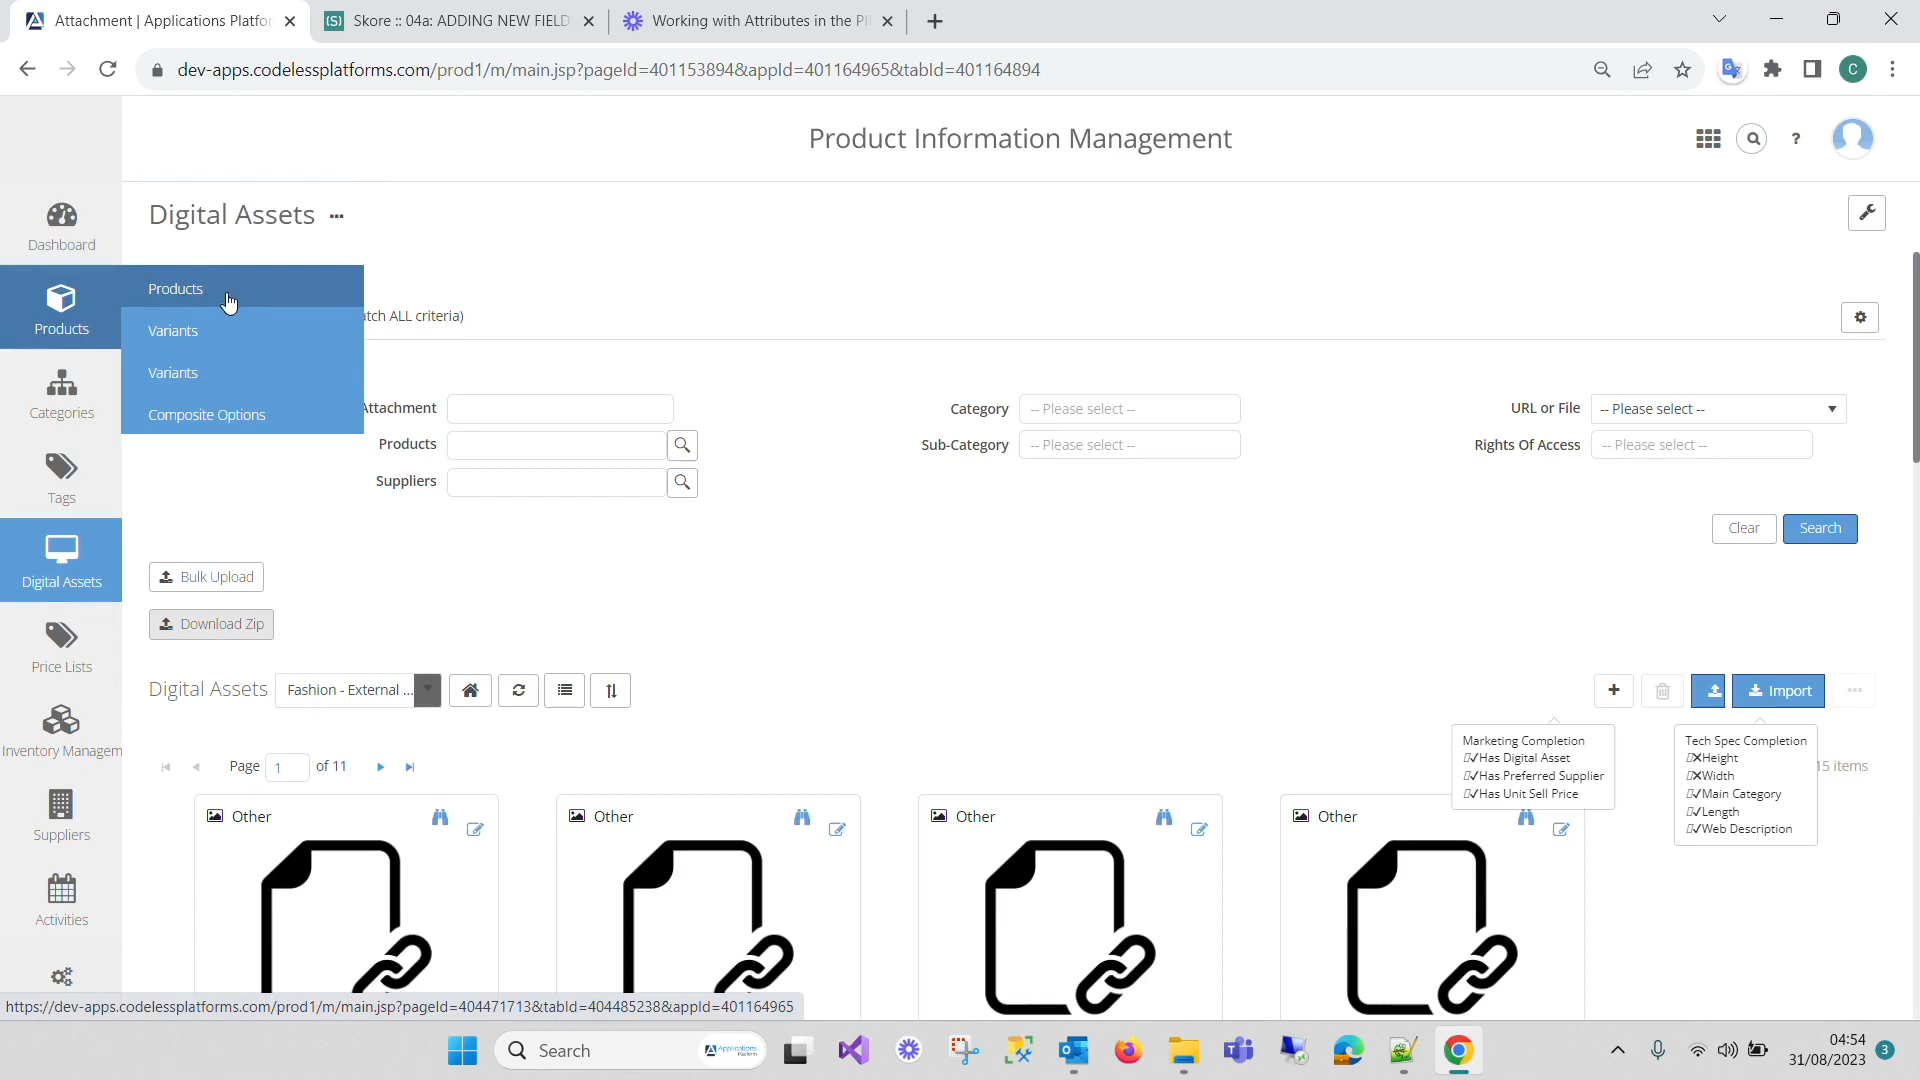 Attachment | Applications Platfor
Skore :: 04a: ADDING NEW FIELD
Working with Attributes in the PI
dev-apps.codelessplatforms.com/prod1/m/main.jsp?pageId=401153894&appId=401164965&tabId=401164894
C
Product Information Management
?
Digital Assets ...
Dashboard
Products
Products
Variants
Variants
Composite Options
Categories
Tags
Digital Assets
Price Lists
Inventory Managem
Suppliers
Activities
tch ALL criteria)
ttachment
Products
Suppliers
Category
-- Please select --
Sub-Category
-- Please select --
URL or File
-- Please select --
Rights Of Access
-- Please select --
Clear
Search
Bulk Upload
Download Zip
Digital Assets
Fashion - External ...
Import
Page 1 of 11
15 items
Marketing Completion
Has Digital Asset
Has Preferred Supplier
Has Unit Sell Price
Tech Spec Completion
Height
Width
Main Category
Length
Web Description
Other
Other
Other
Other
https://dev-apps.codelessplatforms.com/prod1/m/main.jsp?pageId=404471713&tabId=404485238&appId=401164965
Search
Applications Platform
04:54
31/08/2023
3